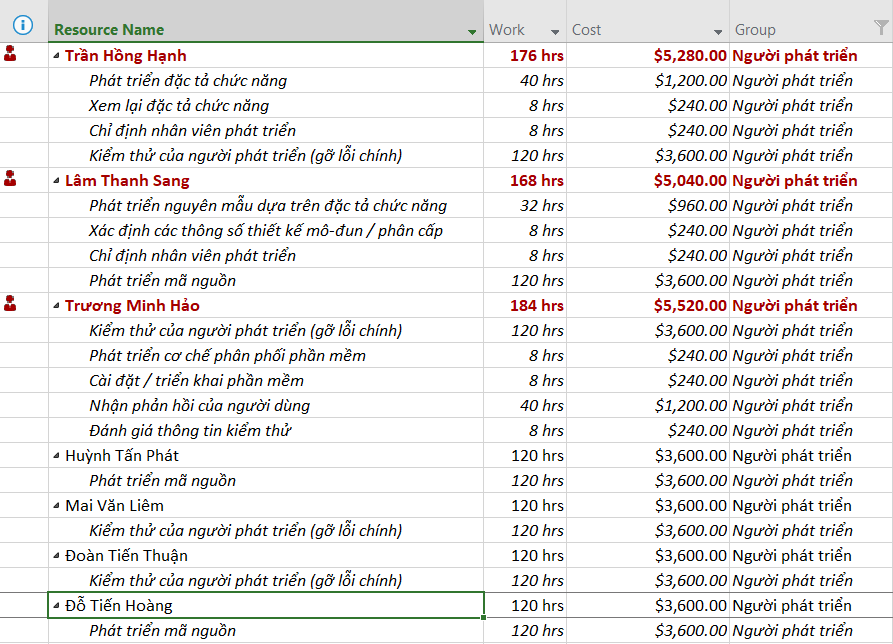 Resource Name Work Cost Group
Trần Hồng Hạnh 176 hrs $5,280.00 Người phát triển
Phát triển đặc tả chức năng 40 hrs $1,200.00 Người phát triển
Xem lại đặc tả chức năng 8 hrs $240.00 Người phát triển
Chỉ định nhân viên phát triển 8 hrs $240.00 Người phát triển
Kiểm thử của người phát triển (gỡ lỗi chính) 120 hrs $3,600.00 Người phát triển
Lâm Thanh Sang 168 hrs $5,040.00 Người phát triển
Phát triển nguyên mẫu dựa trên đặc tả chức năng 32 hrs $960.00 Người phát triển
Xác định các thông số thiết kế mô-đun / phân cấp 8 hrs $240.00 Người phát triển
Chỉ định nhân viên phát triển 8 hrs $240.00 Người phát triển
Phát triển mã nguồn 120 hrs $3,600.00 Người phát triển
Trương Minh Hảo 184 hrs $5,520.00 Người phát triển
Kiểm thử của người phát triển (gỡ lỗi chính) 120 hrs $3,600.00 Người phát triển
Phát triển cơ chế phân phối phần mềm 8 hrs $240.00 Người phát triển
Cài đặt / triển khai phần mềm 8 hrs $240.00 Người phát triển
Nhận phản hồi của người dùng 40 hrs $1,200.00 Người phát triển
Đánh giá thông tin kiểm thử 8 hrs $240.00 Người phát triển
Huỳnh Tấn Phát 120 hrs $3,600.00 Người phát triển
Phát triển mã nguồn 120 hrs $3,600.00 Người phát triển
Mai Văn Liêm 120 hrs $3,600.00 Người phát triển
Kiểm thử của người phát triển (gỡ lỗi chính) 120 hrs $3,600.00 Người phát triển
Đoàn Tiến Thuận 120 hrs $3,600.00 Người phát triển
Kiểm thử của người phát triển (gỡ lỗi chính) 120 hrs $3,600.00 Người phát triển
Đỗ Tiến Hoàng 120 hrs $3,600.00 Người phát triển
Phát triển mã nguồn 120 hrs $3,600.00 Người phát triển